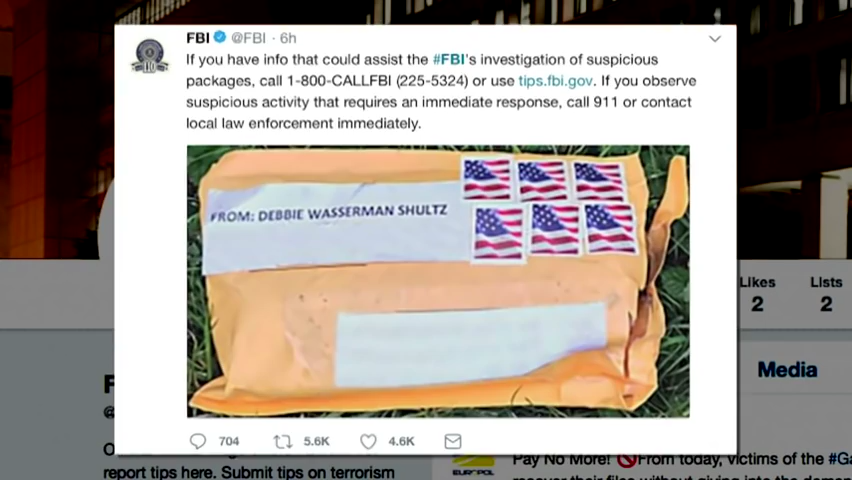 FBI @FBI · 6h
If you have info that could assist the #FBI's investigation of suspicious
packages, call 1-800-CALLFBI (225-5324) or use tips.fbi.gov. If you observe
suspicious activity that requires an immediate response, call 911 or contact
local law enforcement immediately.
FROM: DEBBIE WASSERMAN SHULTZ
704 5.6K 4.6K
Likes Lists
2 2
Media
report tips here. Submit tips on terrorism
Pay No More! From today, victims of the #Ga